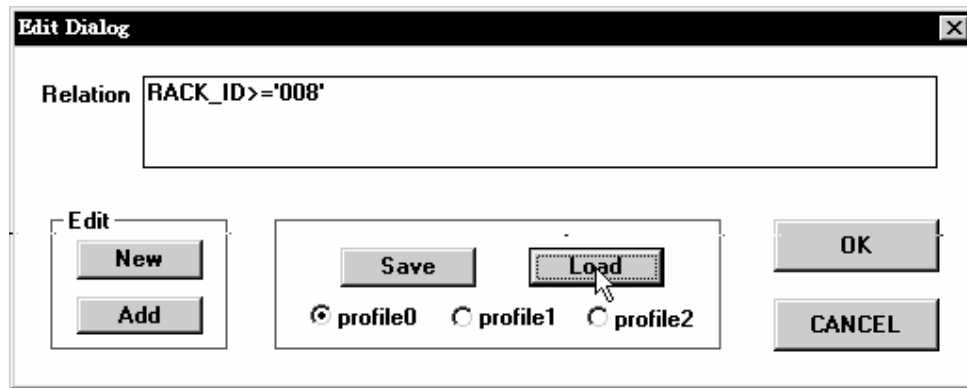 Edit Dialog
Relation RACK_ID>='008'
Edit
New
Add
Save Load
profile0 profile1 profile2
OK
CANCEL